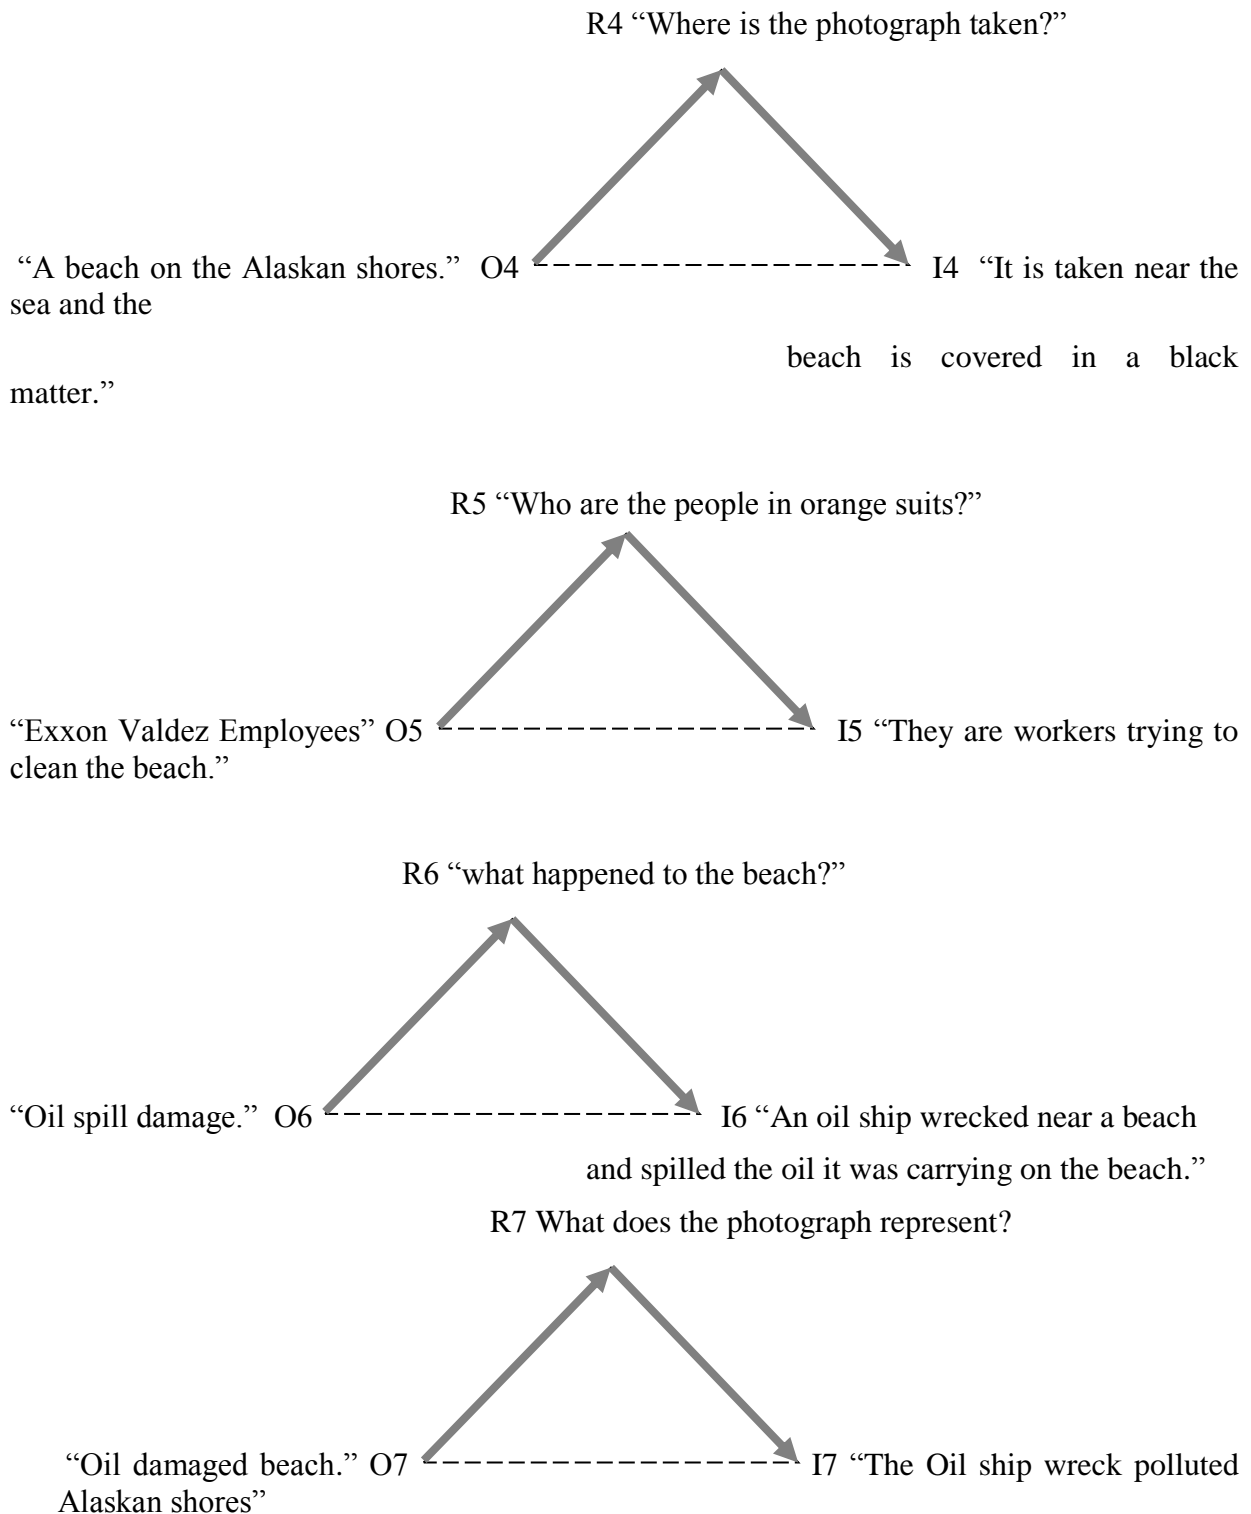 R4 “Where is the photograph taken?”
“A beach on the Alaskan shores.” O4 I4 “It is taken near the
sea and the
beach is covered in a black
matter.”
R5 “Who are the people in orange suits?”
“Exxon Valdez Employees” O5 I5 “They are workers trying to
clean the beach.”
R6 “what happened to the beach?”
“Oil spill damage.” O6 I6 “An oil ship wrecked near a beach
and spilled the oil it was carrying on the beach.”
R7 What does the photograph represent?
“Oil damaged beach.” O7 I7 “The Oil ship wreck polluted
Alaskan shores”